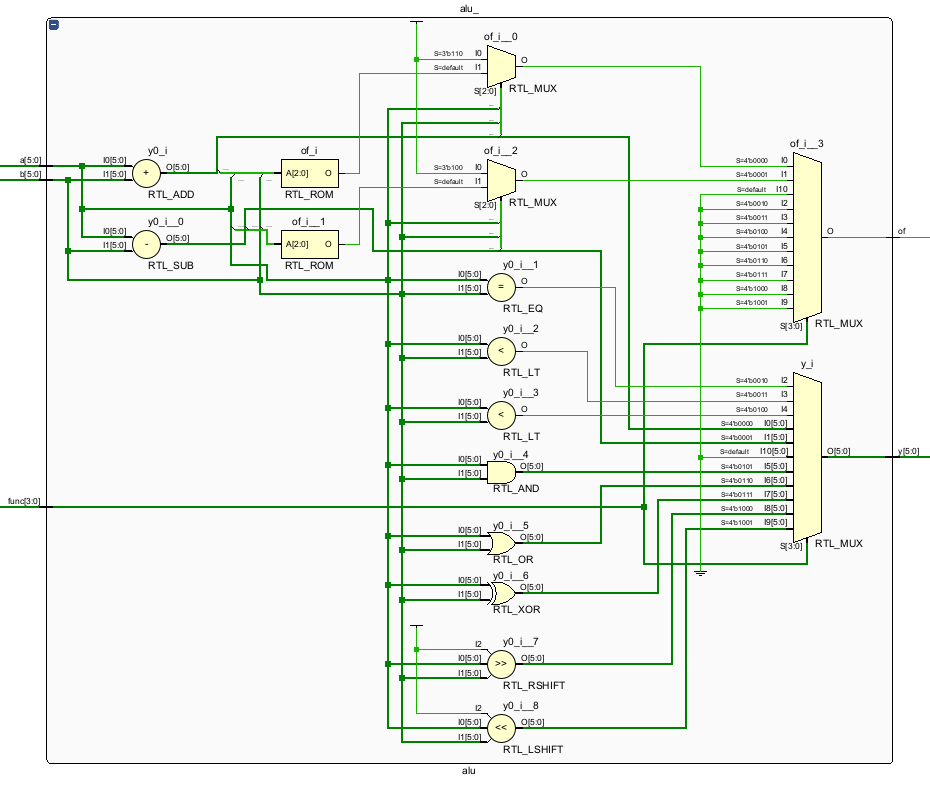 alu_
of_i__0
S=3'b110 I0
S=default I1
O
S[2:0]
RTL_MUX
y0_i
a[5:0]
b[5:0]
I0[5:0]
I1[5:0]
+
O[5:0]
RTL_ADD
of_i
A[2:0] O
RTL_ROM
of_i__2
S=3'b100 I0
S=default I1
O
S[2:0]
RTL_MUX
of_i__3
S=4'b0000 I0
S=4'b0001 I1
S=default I10
S=4'b0010 I2
S=4'b0011 I3
S=4'b0100 I4
S=4'b0101 I5
S=4'b0110 I6
S=4'b0111 I7
S=4'b1000 I8
S=4'b1001 I9
O
of
S[3:0]
RTL_MUX
y0_i__0
I0[5:0]
I1[5:0]
-
O[5:0]
RTL_SUB
of_i__1
A[2:0] O
RTL_ROM
y0_i__1
I0[5:0]
I1[5:0]
=
O
RTL_EQ
y0_i__2
I0[5:0]
I1[5:0]
<
O
RTL_LT
y0_i__3
I0[5:0]
I1[5:0]
<
O
RTL_LT
y_i
S=4'b0010 I2
S=4'b0011 I3
S=4'b0100 I4
S=4'b0000 I0[5:0]
S=4'b0001 I1[5:0]
S=default I10[5:0]
S=4'b0101 I5[5:0]
S=4'b0110 I6[5:0]
S=4'b0111 I7[5:0]
S=4'b1000 I8[5:0]
S=4'b1001 I9[5:0]
O[5:0]
y[5:0]
S[3:0]
RTL_MUX
y0_i__4
I0[5:0]
I1[5:0]
O[5:0]
RTL_AND
func[3:0]
y0_i__5
I0[5:0]
I1[5:0]
O[5:0]
RTL_OR
y0_i__6
I0[5:0]
I1[5:0]
O[5:0]
RTL_XOR
y0_i__7
I2
I0[5:0]
I1[5:0]
>>
O[5:0]
RTL_RSHIFT
y0_i__8
I2
I0[5:0]
I1[5:0]
<<
O[5:0]
RTL_LSHIFT
alu